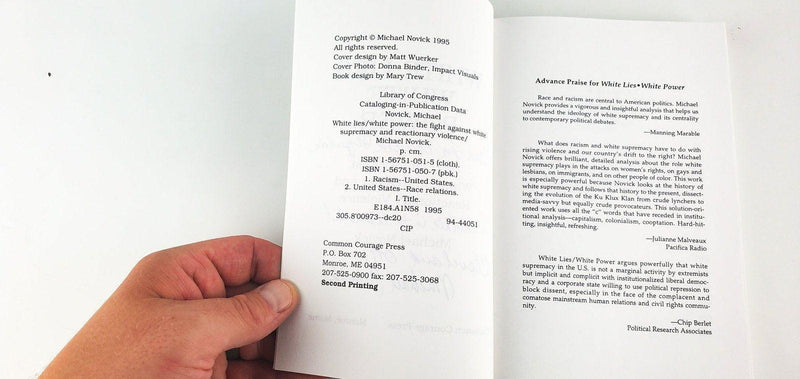 Copyright © Michael Novick 1995
All rights reserved.
Cover design by Matt Wuerker
Cover Photo: Donna Binder, Impact Visuals
Book design by Mary Trew
Library of Congress
Cataloging-in-Publication Data
Novick, Michael
White lies/white power: the fight against white
supremacy and reactionary violence/
Michael Novick.
p. cm.
ISBN 1-56751-051-5 (cloth).
ISBN 1-56751-050-7 (pbk.)
1. Racism--United States.
2. United States--Race relations.
I. Title.
E184.A1N58 1995
305.8'00973--dc20 94-44051
CIP
Common Courage Press
P.O. Box 702
Monroe, ME 04951
207-525-0900 fax: 207-525-3068
Second Printing
Advance Praise for White Lies•White Power
Race and racism are central to American politics. Michael
Novick provides a vigorous and insightful analysis that helps us
understand the ideology of white supremacy and its centrality
to contemporary political debates.
—Manning Marable
What does racism and white supremacy have to do with
rising violence and our country's drift to the right? Michael
Novick offers brilliant, detailed analysis about the role white
supremacy plays in the attacks on women's rights, on gays and
lesbians, on immigrants, and on other people of color. This work
is especially powerful because Novick looks at the history of
white supremacy and follows that history to the present, dissect-
ing the evolution of the Ku Klux Klan from crude lynchers to
media-savvy but equally crude provocateurs. This solution-ori-
ented work uses all the "c" words that have receded in institu-
tional analysis—capitalism, colonialism, cooptation. Hard-hit-
ting, insightful, refreshing.
—Julianne Malveaux
Pacifica Radio
White Lies/White Power argues powerfully that white
supremacy in the U.S. is not a marginal activity by extremists
but implicit and complicit with institutionalized liberal democ-
racy and a corporate state willing to use political repression to
block dissent, especially in the face of the complacent and
comatose mainstream human relations and civil rights commu-
nity.
—Chip Berlet
Political Research Associates